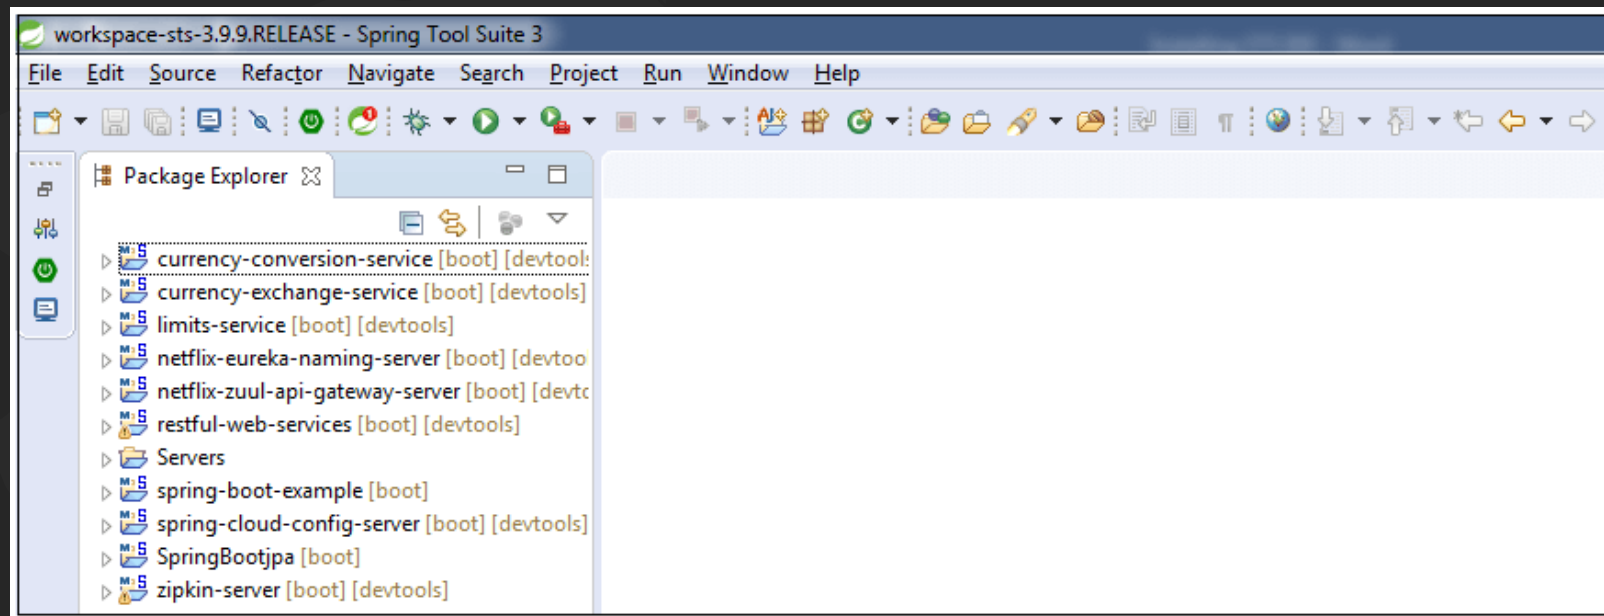 workspace-sts-3.9.9.RELEASE - Spring Tool Suite 3
File Edit Source Refactor Navigate Search Project Run Window Help
Package Explorer
currency-conversion-service [boot] [devtools
currency-exchange-service [boot] [devtools]
limits-service [boot] [devtools]
netflix-eureka-naming-server [boot] [devtoo
netflix-zuul-api-gateway-server [boot] [devtc
restful-web-services [boot] [devtools]
Servers
spring-boot-example [boot]
spring-cloud-config-server [boot] [devtools]
SpringBootjpa [boot]
zipkin-server [boot] [devtools]